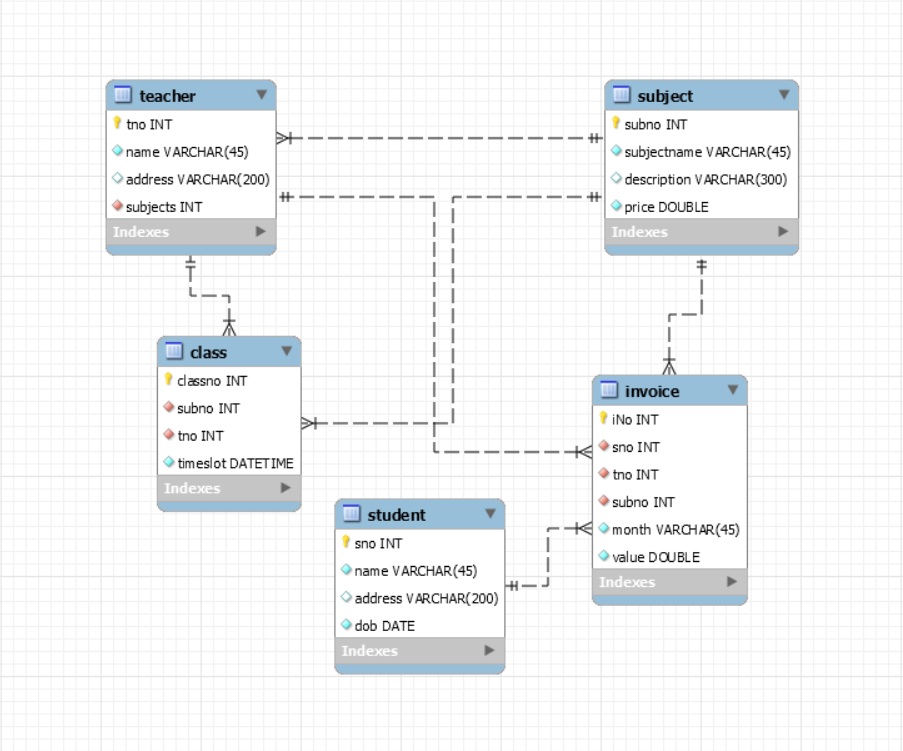 teacher
tno INT
name VARCHAR(45)
address VARCHAR(200)
subjects INT
Indexes
subject
subno INT
subjectname VARCHAR(45)
description VARCHAR(300)
price DOUBLE
Indexes
class
classno INT
subno INT
tno INT
timeslot DATETIME
Indexes
invoice
iNo INT
sno INT
tno INT
subno INT
month VARCHAR(45)
value DOUBLE
Indexes
student
sno INT
name VARCHAR(45)
address VARCHAR(200)
dob DATE
Indexes